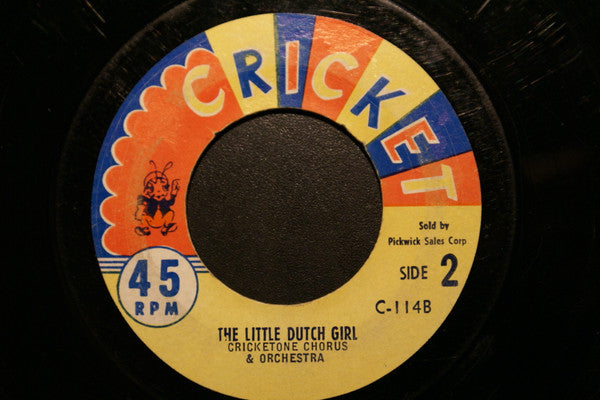 CRICKET
Sold by
Pickwick Sales Corp
SIDE 2
C-114B
45
RPM
THE LITTLE DUTCH GIRL
CRICKETONE CHORUS
& ORCHESTRA